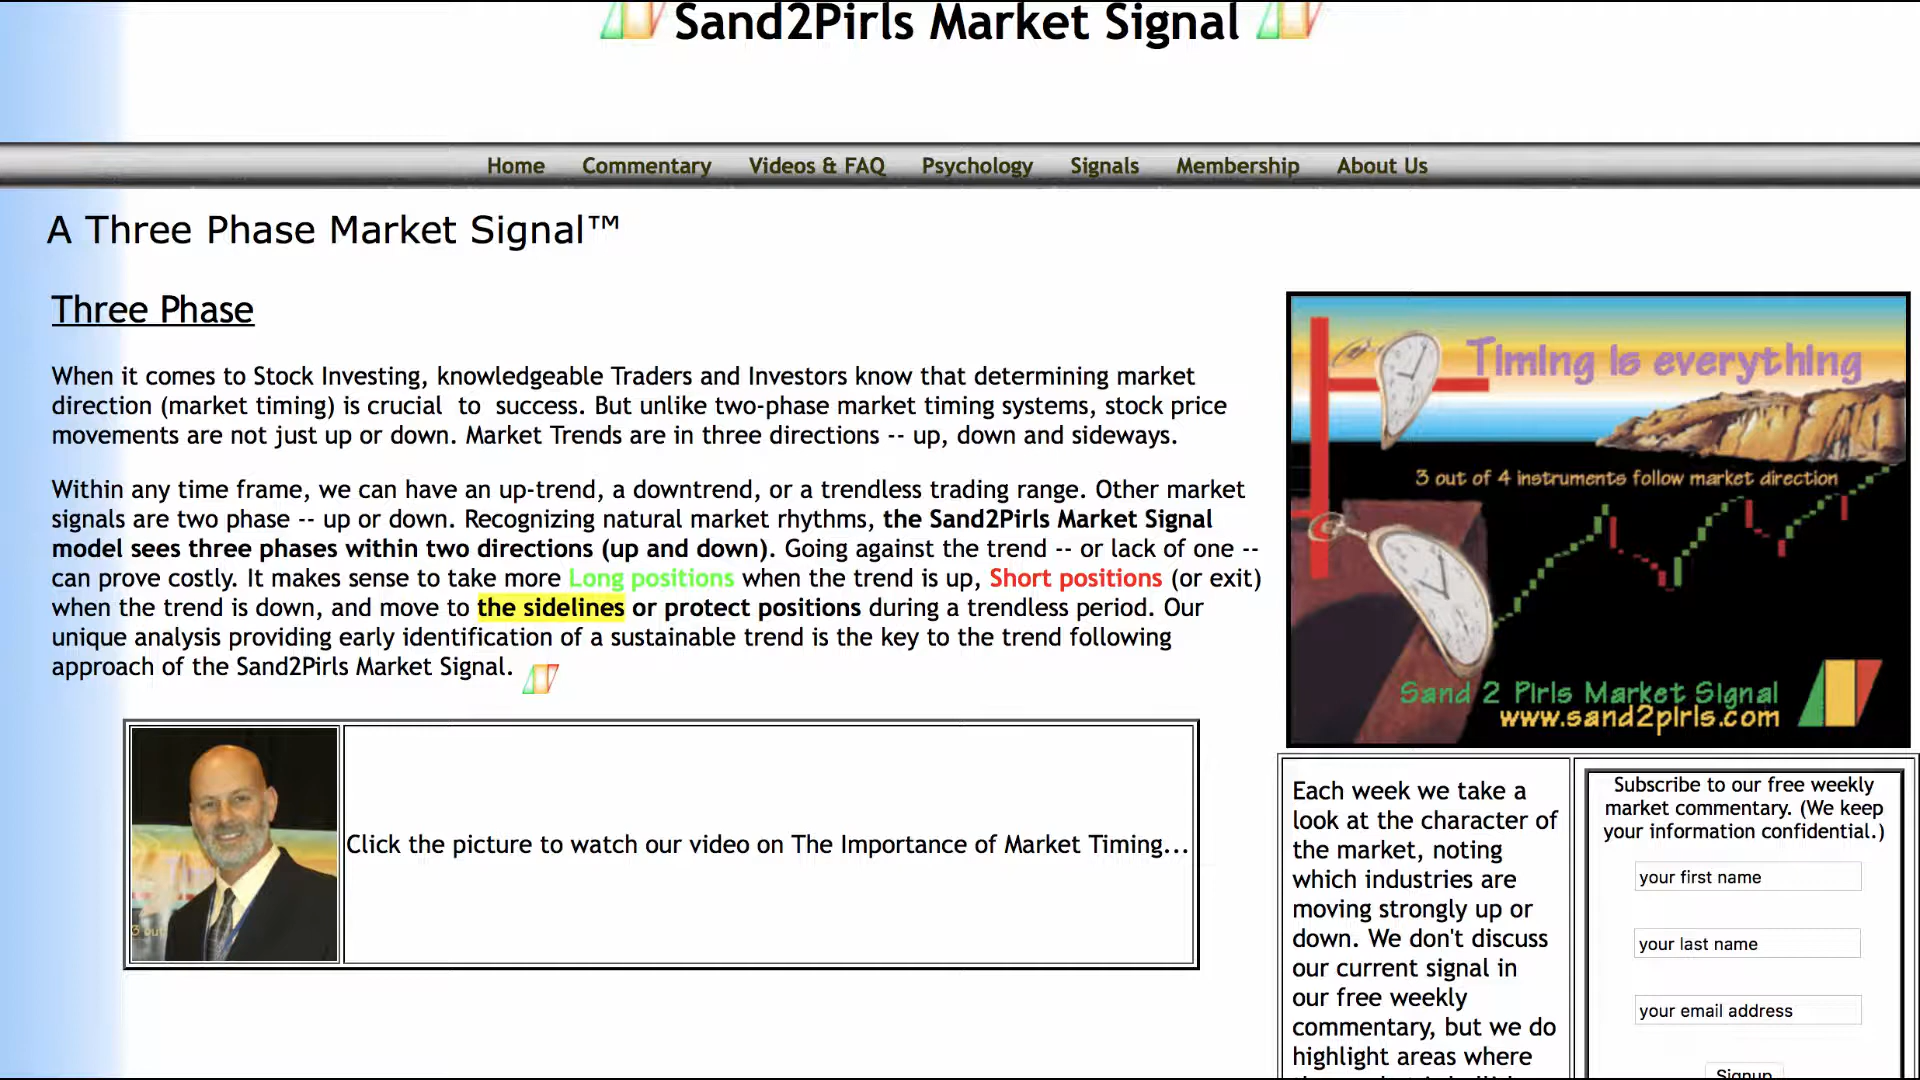 Sand2Pirls Market Signal
Home Commentary Videos & FAQ Psychology Signals Membership About Us
A Three Phase Market Signal™
Three Phase
When it comes to Stock Investing, knowledgeable Traders and Investors know that determining market
direction (market timing) is crucial to success. But unlike two-phase market timing systems, stock price
movements are not just up or down. Market Trends are in three directions -- up, down and sideways.
Within any time frame, we can have an up-trend, a downtrend, or a trendless trading range. Other market
signals are two phase -- up or down. Recognizing natural market rhythms, the Sand2Pirls Market Signal
model sees three phases within two directions (up and down). Going against the trend -- or lack of one --
can prove costly. It makes sense to take more Long positions when the trend is up, Short positions (or exit)
when the trend is down, and move to the sidelines or protect positions during a trendless period. Our
unique analysis providing early identification of a sustainable trend is the key to the trend following
approach of the Sand2Pirls Market Signal.
3 out
Click the picture to watch our video on The Importance of Market Timing...
Timing is everything
3 out of 4 instruments follow market direction
Sand 2 Pirls Market Signal
www.sand2pirls.com
Each week we take a
look at the character of
the market, noting
which industries are
moving strongly up or
down. We don't discuss
our current signal in
our free weekly
commentary, but we do
highlight areas where
Subscribe to our free weekly
market commentary. (We keep
your information confidential.)
your first name
your last name
your email address
Signup